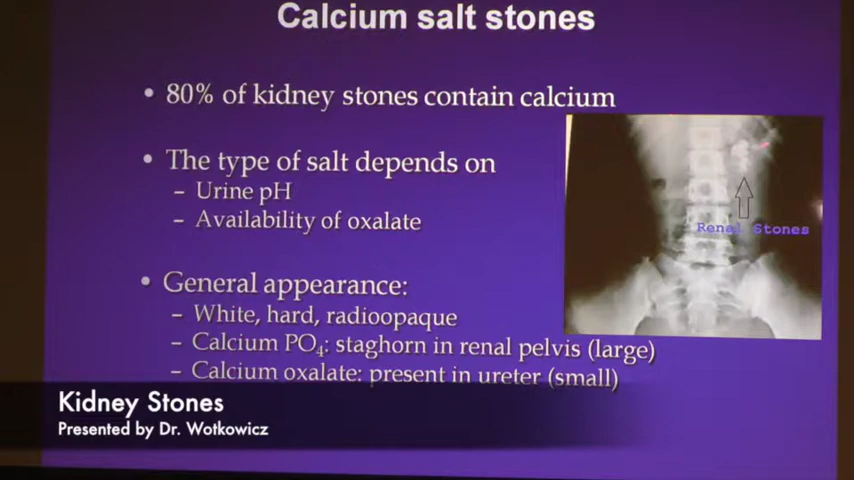 Calcium salt stones
• 80% of kidney stones contain calcium
• The type of salt depends on
– Urine pH
– Availability of oxalate
Renal Stones
• General appearance:
– White, hard, radioopaque
– Calcium PO₄: staghorn in renal pelvis (large)
– Calcium oxalate: present in ureter (small)
Kidney Stones
Presented by Dr. Wotkowicz